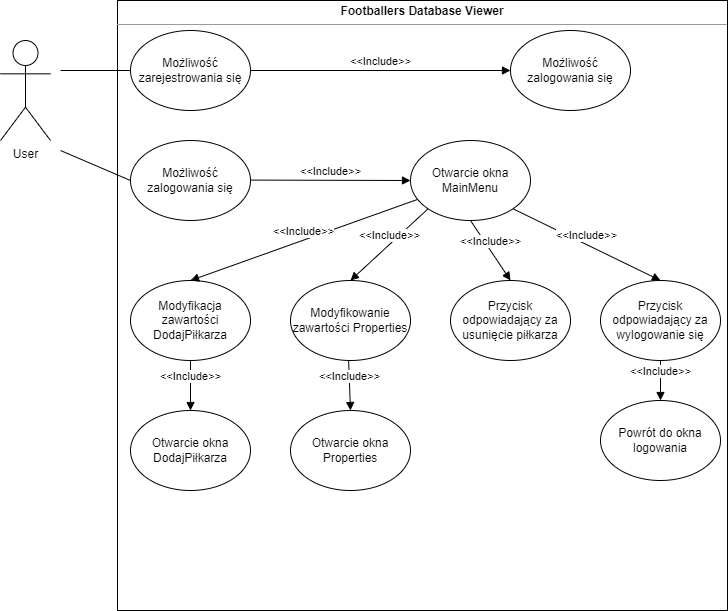 Footballers Database Viewer
User
Możliwość
zarejestrowania się
<<Include>>
Możliwość
zalogowania się
Możliwość
zalogowania się
<<Include>>
Otwarcie okna
MainMenu
<<Include>>
<<Include>>
<<Include>>
<<Include>>
Modyfikacja
zawartości
DodajPiłkarza
Modyfikowanie
zawartości Properties
Przycisk
odpowiadający za
usunięcie piłkarza
Przycisk
odpowiadający za
wylogowanie się
<<Include>>
<<Include>>
<<Include>>
Otwarcie okna
DodajPiłkarza
Otwarcie okna
Properties
Powrót do okna
logowania